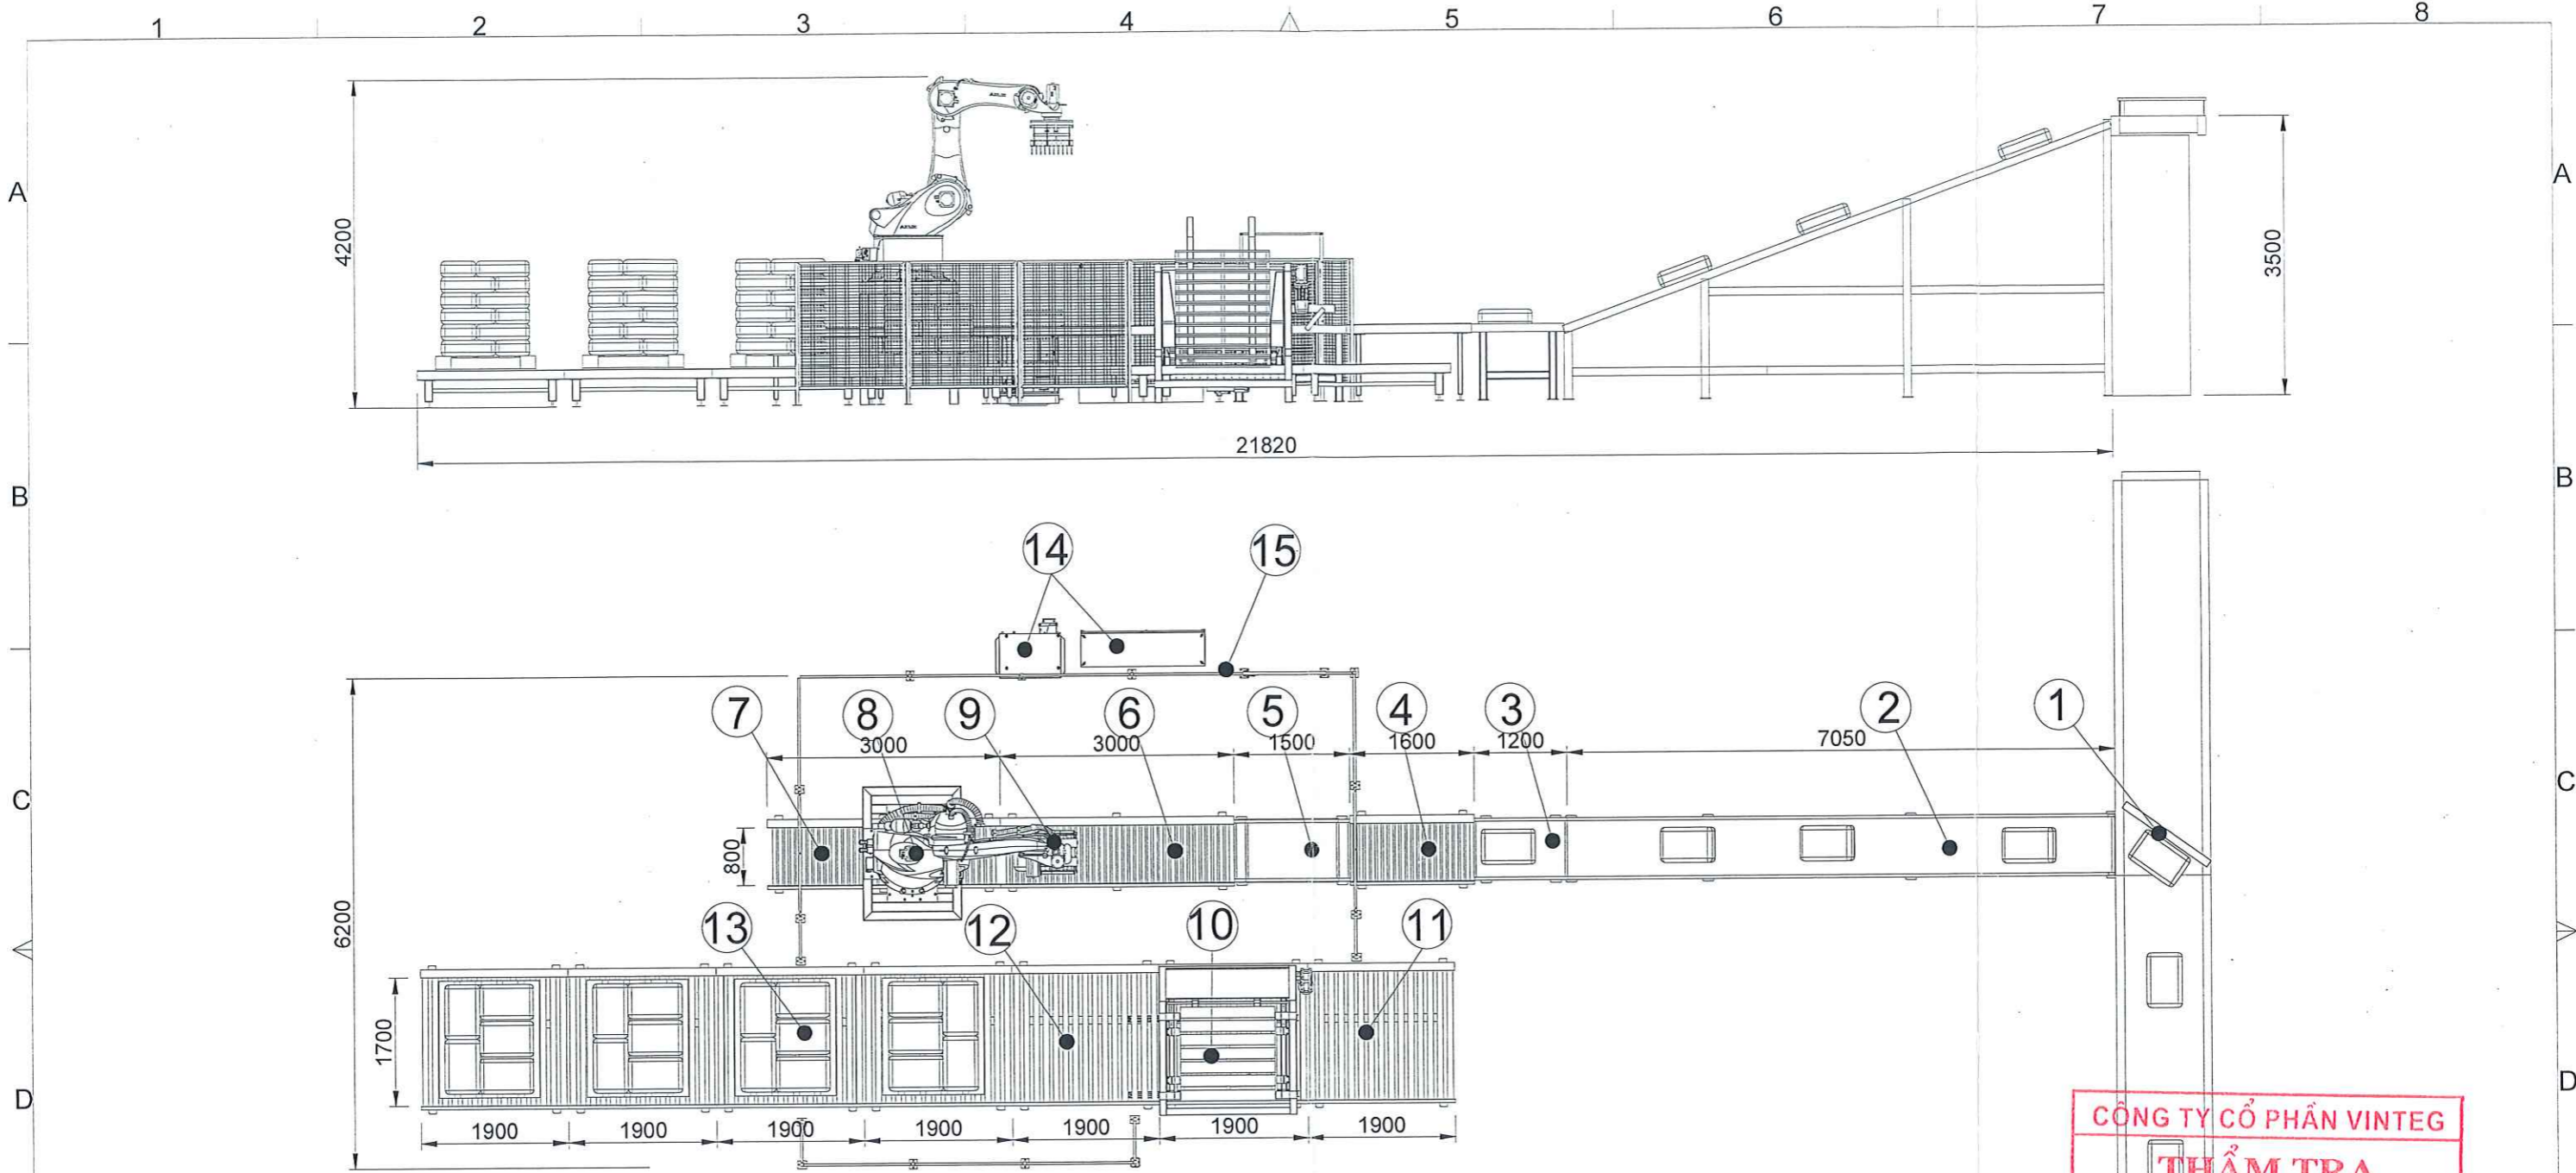 1 2 3 4 5 6 7 8
A A
4200
3500
21820
B B
14 15
7 8 9 6 5 4 3 2 1
3000 3000 1500 1600 1200 7050
C C
800
6200
13 12 10 11
1700
D D
1900 1900 1900 1900 1900 1900 1900
CÔNG TY CỔ PHẦN VINTEG
THẨM TRA